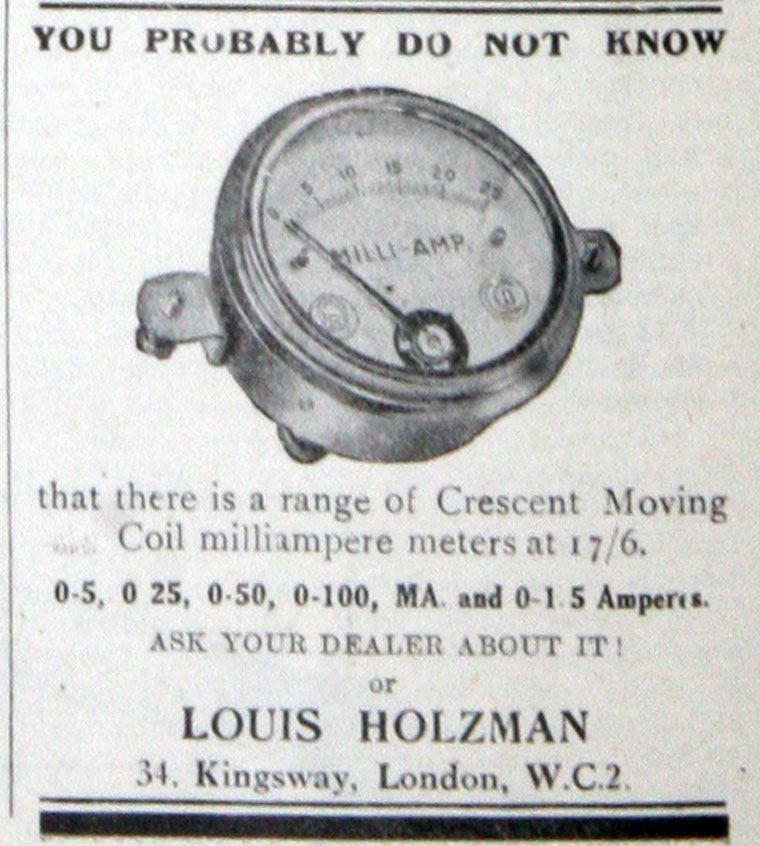 YOU PROBABLY DO NOT KNOW
0 5 10 15 20 25
MILLI-AMP.
that there is a range of Crescent Moving
Coil milliampere meters at 17/6.
0-5, 0 25, 0-50, 0-100, MA. and 0-1.5 Amperes.
ASK YOUR DEALER ABOUT IT!
or
LOUIS HOLZMAN
34. Kingsway, London, W.C.2.